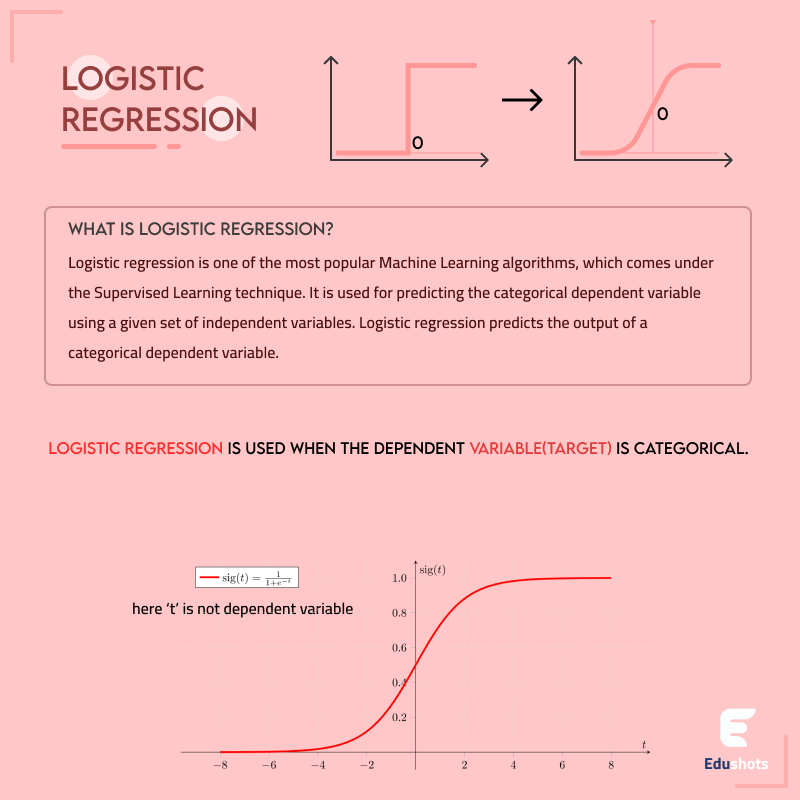 LOGISTIC
REGRESSION
0
0
WHAT IS LOGISTIC REGRESSION?
Logistic regression is one of the most popular Machine Learning algorithms, which comes under
the Supervised Learning technique. It is used for predicting the categorical dependent variable
using a given set of independent variables. Logistic regression predicts the output of a
categorical dependent variable.
LOGISTIC REGRESSION IS USED WHEN THE DEPENDENT VARIABLE(TARGET) IS CATEGORICAL.
sig(t) = 1/(1+e^{-t})
here ‘t’ is not dependent variable
sig(t)
1.0
0.8
0.6
0.4
0.2
t
−8 −6 −4 −2 2 4 6 8
Edushots